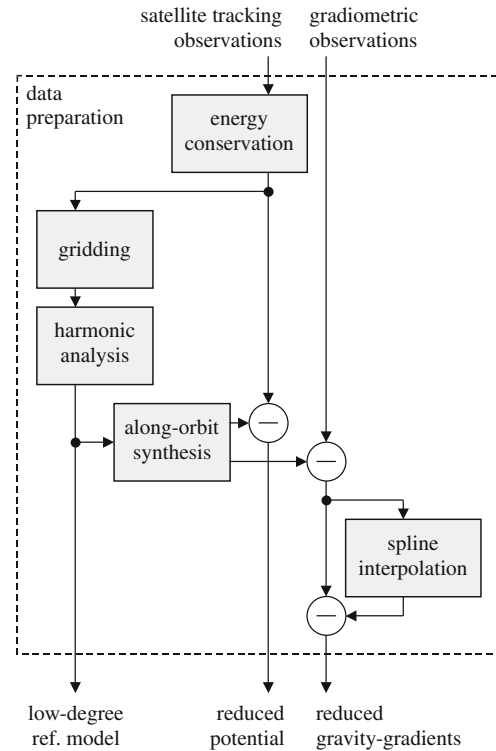 satellite tracking
observations
gradiometric
observations
data
preparation
energy
conservation
gridding
harmonic
analysis
along-orbit
synthesis
—
—
spline
interpolation
—
low-degree
ref. model
reduced
potential
reduced
gravity-gradients